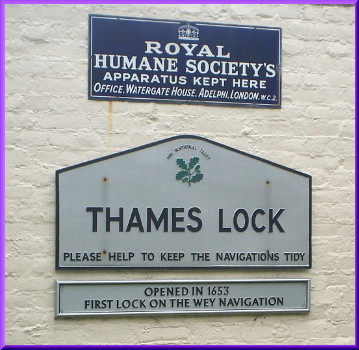 ROYAL
HUMANE SOCIETY'S
APPARATUS KEPT HERE
OFFICE, WATERGATE HOUSE, ADELPHI, LONDON. W.C.2.
THE NATIONAL TRUST
THAMES LOCK
PLEASE HELP TO KEEP THE NAVIGATIONS TIDY
OPENED IN 1653
FIRST LOCK ON THE WEY NAVIGATION